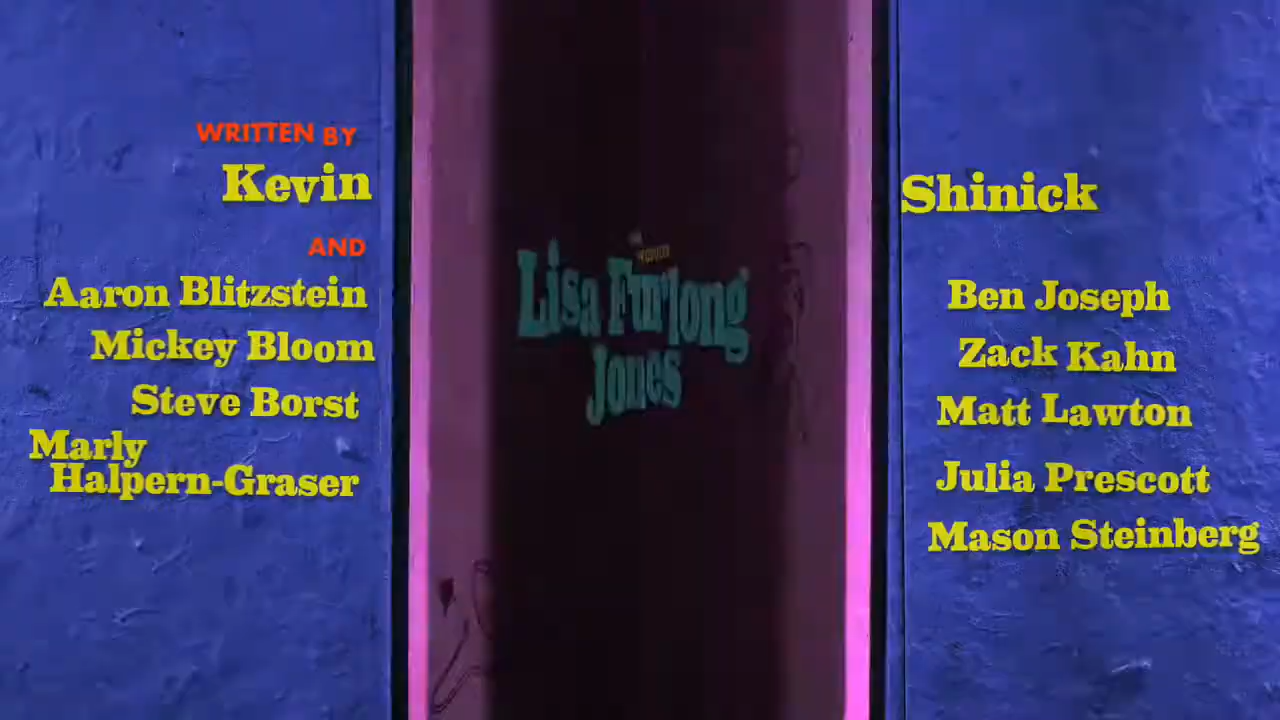 WRITTEN BY
Kevin Shinick
AND
Aaron Blitzstein
Ben Joseph
Mickey Bloom
Zack Kahn
Steve Borst
Matt Lawton
Marly
Halpern-Graser
Julia Prescott
Mason Steinberg
Lisa Furlong
Jones